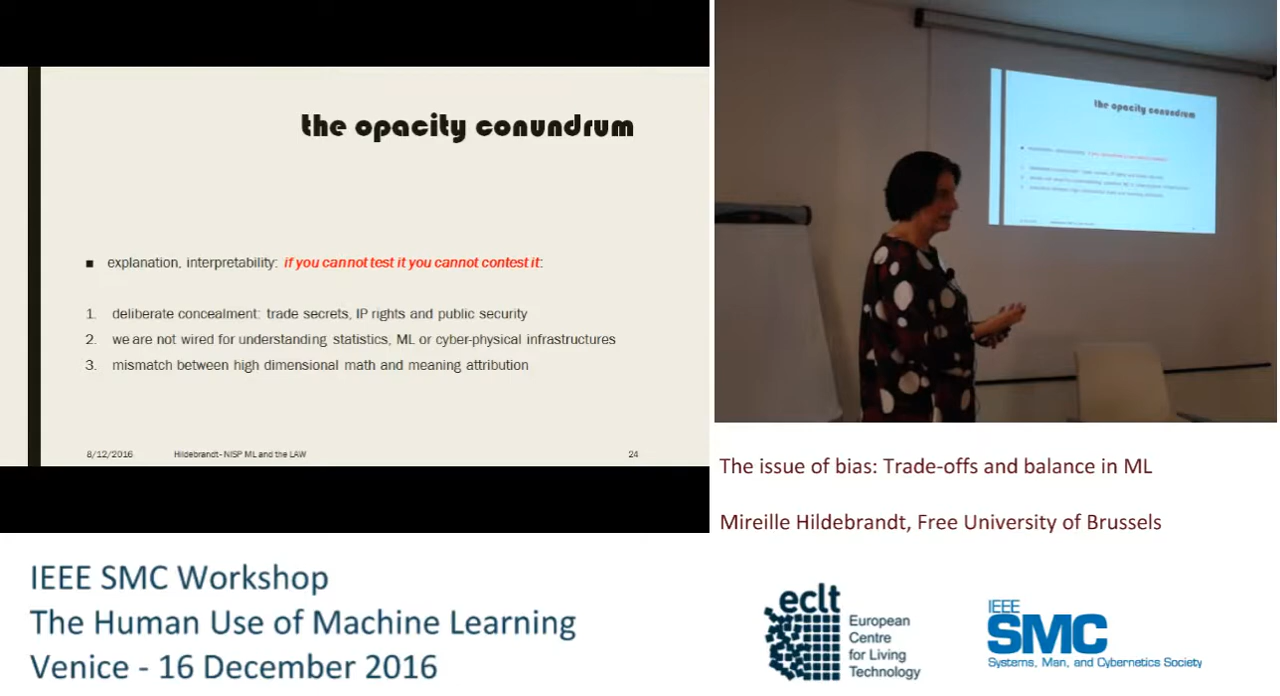 the opacity conundrum
■ explanation, interpretability: if you cannot test it you cannot contest it:
1. deliberate concealment: trade secrets, IP rights and public security
2. we are not wired for understanding statistics, ML or cyber-physical infrastructures
3. mismatch between high dimensional math and meaning attribution
8/12/2016 Hildebrandt- NISP ML and the LAW 24
the opacity conundrum
The issue of bias: Trade-offs and balance in ML
Mireille Hildebrandt, Free University of Brussels
IEEE SMC Workshop
The Human Use of Machine Learning
Venice - 16 December 2016
eclt
European
Centre
for Living
Technology
IEEE
SMC
Systems, Man, and Cybernetics Society